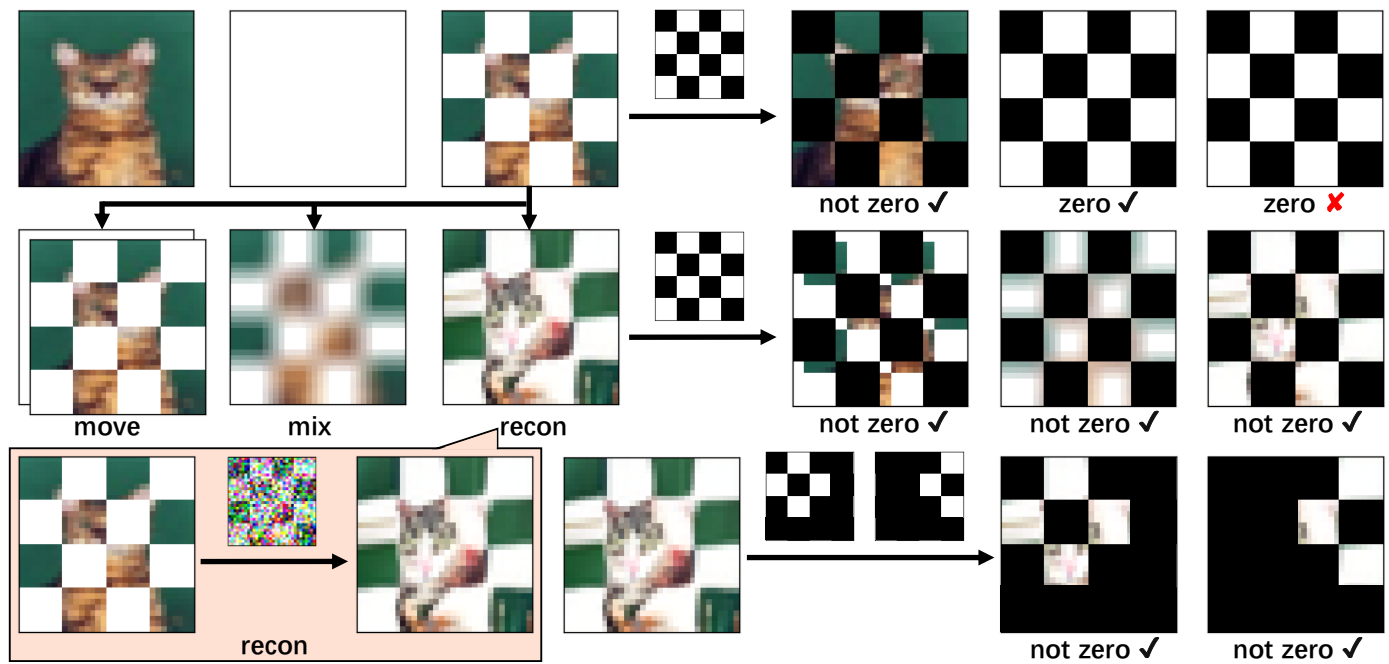 not zero ✓
zero ✓
zero ✘
move
mix
recon
not zero ✓
not zero ✓
not zero ✓
recon
not zero ✓
not zero ✓